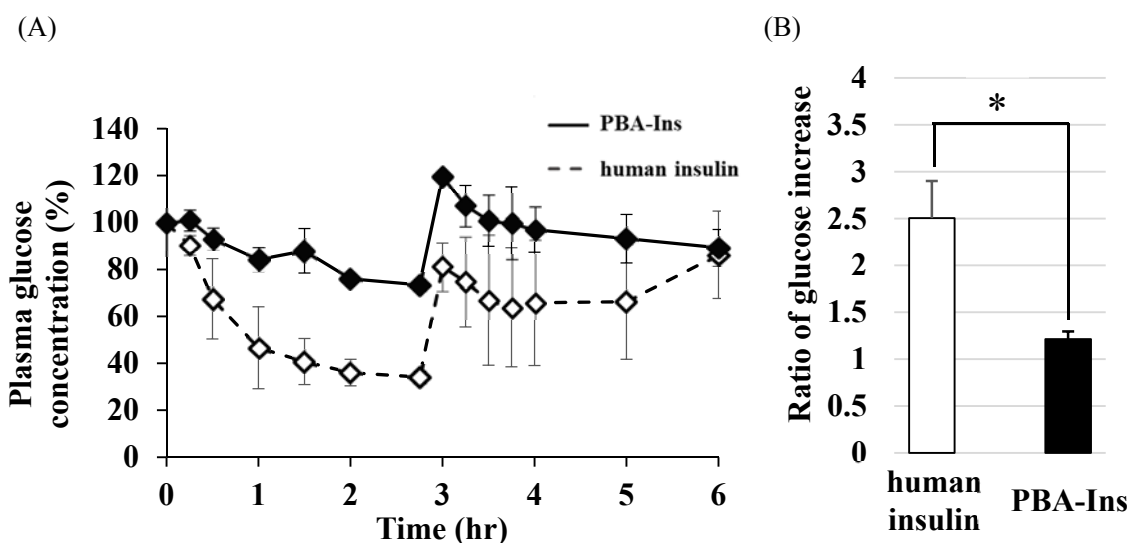 (A)
Plasma glucose
concentration (%)
140
120
100
80
60
40
20
0
PBA-Ins
human insulin
0 1 2 3 4 5 6
Time (hr)
(B)
Ratio of glucose increase
4
3.5
3
2.5
2
1.5
1
0.5
0
*
human
insulin
PBA-Ins